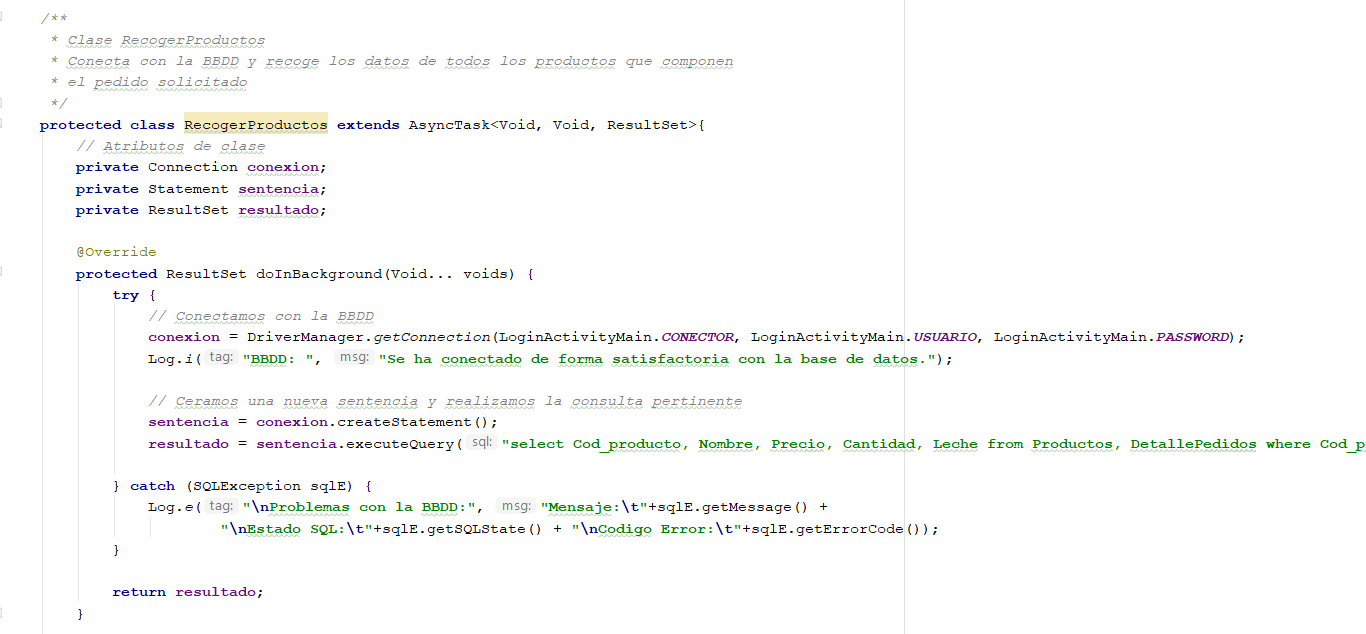 /**
* Clase RecogerProductos
* Conecta con la BBDD y recoge los datos de todos los productos que componen
* el pedido solicitado
*/
protected class RecogerProductos extends AsyncTask<Void, Void, ResultSet>{
// Atributos de clase
private Connection conexion;
private Statement sentencia;
private ResultSet resultado;
@Override
protected ResultSet doInBackground(Void... voids) {
try {
// Conectamos con la BBDD
conexion = DriverManager.getConnection(LoginActivityMain.CONECTOR, LoginActivityMain.USUARIO, LoginActivityMain.PASSWORD);
Log.i( tag: "BBDD: ", msg: "Se ha conectado de forma satisfactoria con la base de datos.");
// Ceramos una nueva sentencia y realizamos la consulta pertinente
sentencia = conexion.createStatement();
resultado = sentencia.executeQuery( sql: "select Cod_producto, Nombre, Precio, Cantidad, Leche from Productos, DetallePedidos where Cod_p
} catch (SQLException sqlE) {
Log.e( tag: "\nProblemas con la BBDD:", msg: "Mensaje:\t"+sqlE.getMessage() +
"\nEstado SQL:\t"+sqlE.getSQLState() + "\nCodigo Error:\t"+sqlE.getErrorCode());
}
return resultado;
}